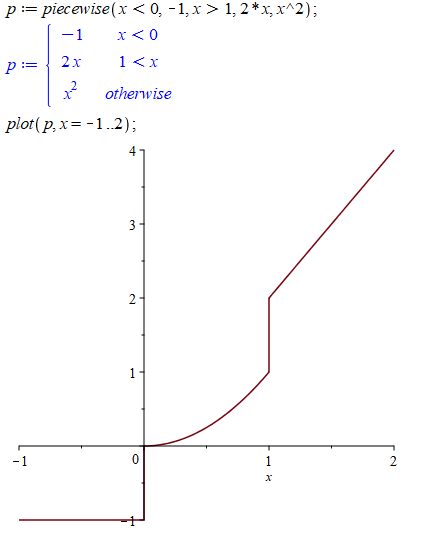 p := piecewise(x < 0, -1, x > 1, 2*x, x^2);
-1 x < 0
p := 2 x 1 < x
x² otherwise
plot(p, x = -1..2);
4
3
2
1
-1 0 1 2
x
-1